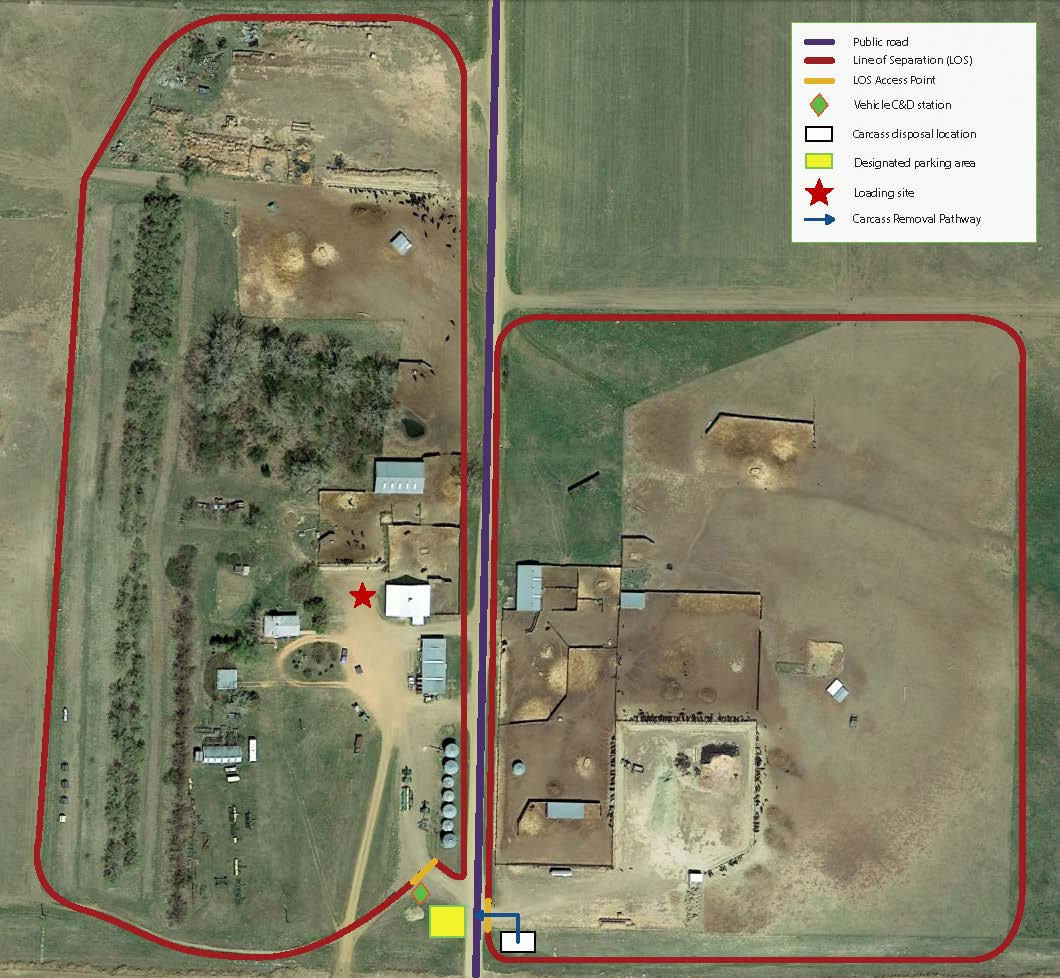 Public road
Line of Separation (LOS)
LOS Access Point
Vehicle C&D station
Carcass disposal location
Designated parking area
Loading site
Carcass Removal Pathway